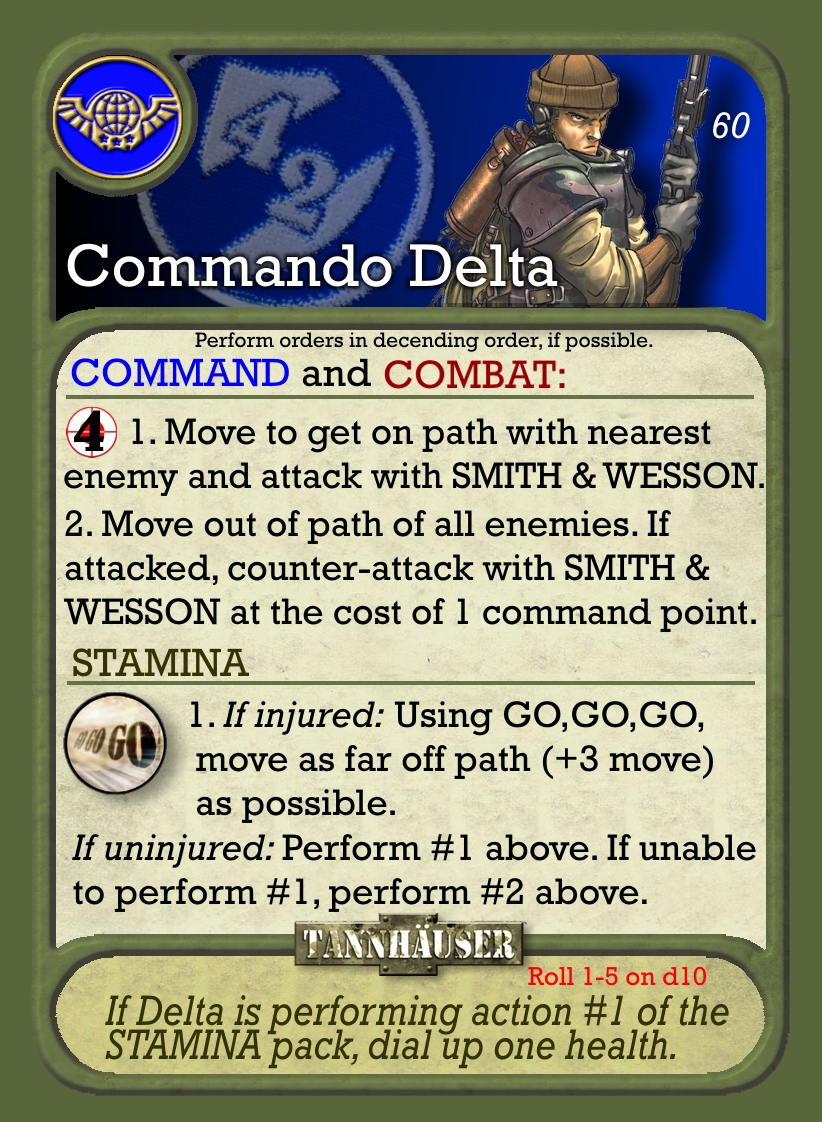 A2
60
Commando Delta
Perform orders in decending order, if possible.
COMMAND and COMBAT:
4 1. Move to get on path with nearest
enemy and attack with SMITH & WESSON.
2. Move out of path of all enemies. If
attacked, counter-attack with SMITH &
WESSON at the cost of 1 command point.
STAMINA
GO GO GO
1. If injured: Using GO,GO,GO,
move as far off path (+3 move)
as possible.
If uninjured: Perform #1 above. If unable
to perform #1, perform #2 above.
TANNHÄUSER
Roll 1-5 on d10
If Delta is performing action #1 of the
STAMINA pack, dial up one health.